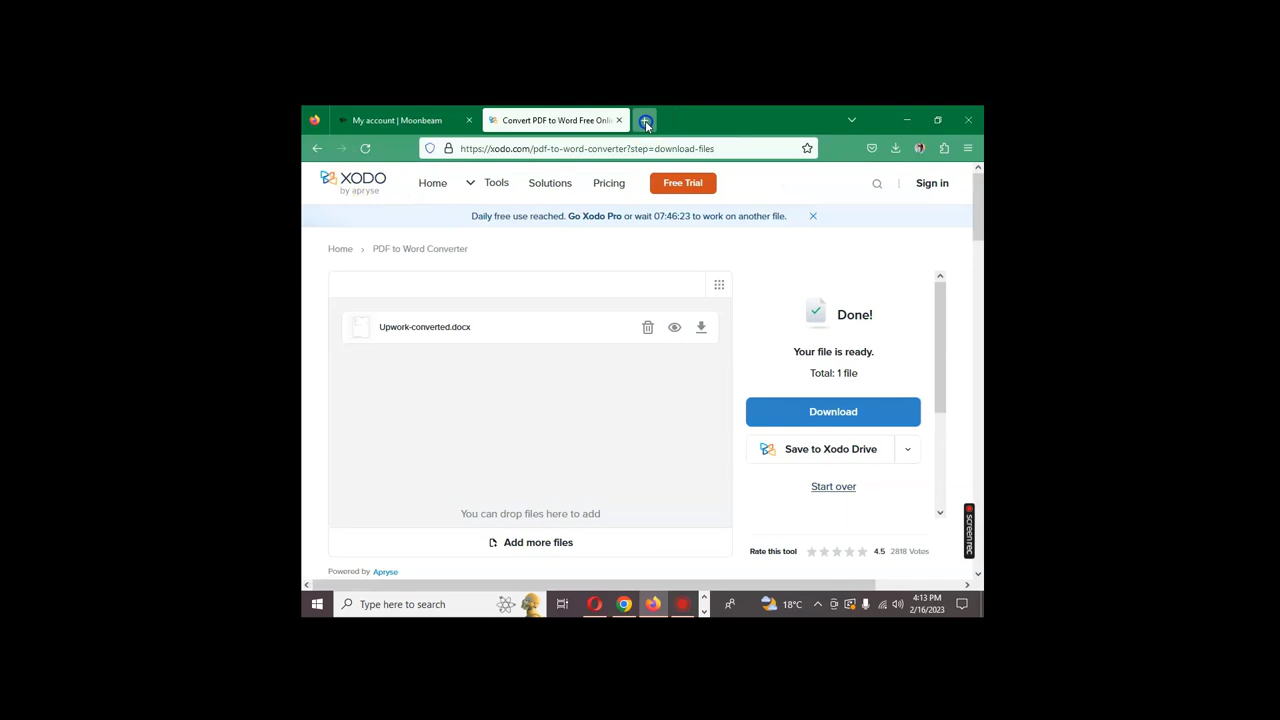 My account | Moonbeam
Convert PDF to Word Free Onli
https://xodo.com/pdf-to-word-converter?step=download-files
XODO
by apryse
Home
Tools
Solutions
Pricing
Free Trial
Sign in
Daily free use reached. Go Xodo Pro or wait 07:46:23 to work on another file.
Home > PDF to Word Converter
Upwork-converted.docx
Done!
Your file is ready.
Total: 1 file
Download
Save to Xodo Drive
Start over
You can drop files here to add
Add more files
Rate this tool
4.5
2818 Votes
Powered by Apryse
screenrec
Type here to search
18°C
4:13 PM
2/16/2023